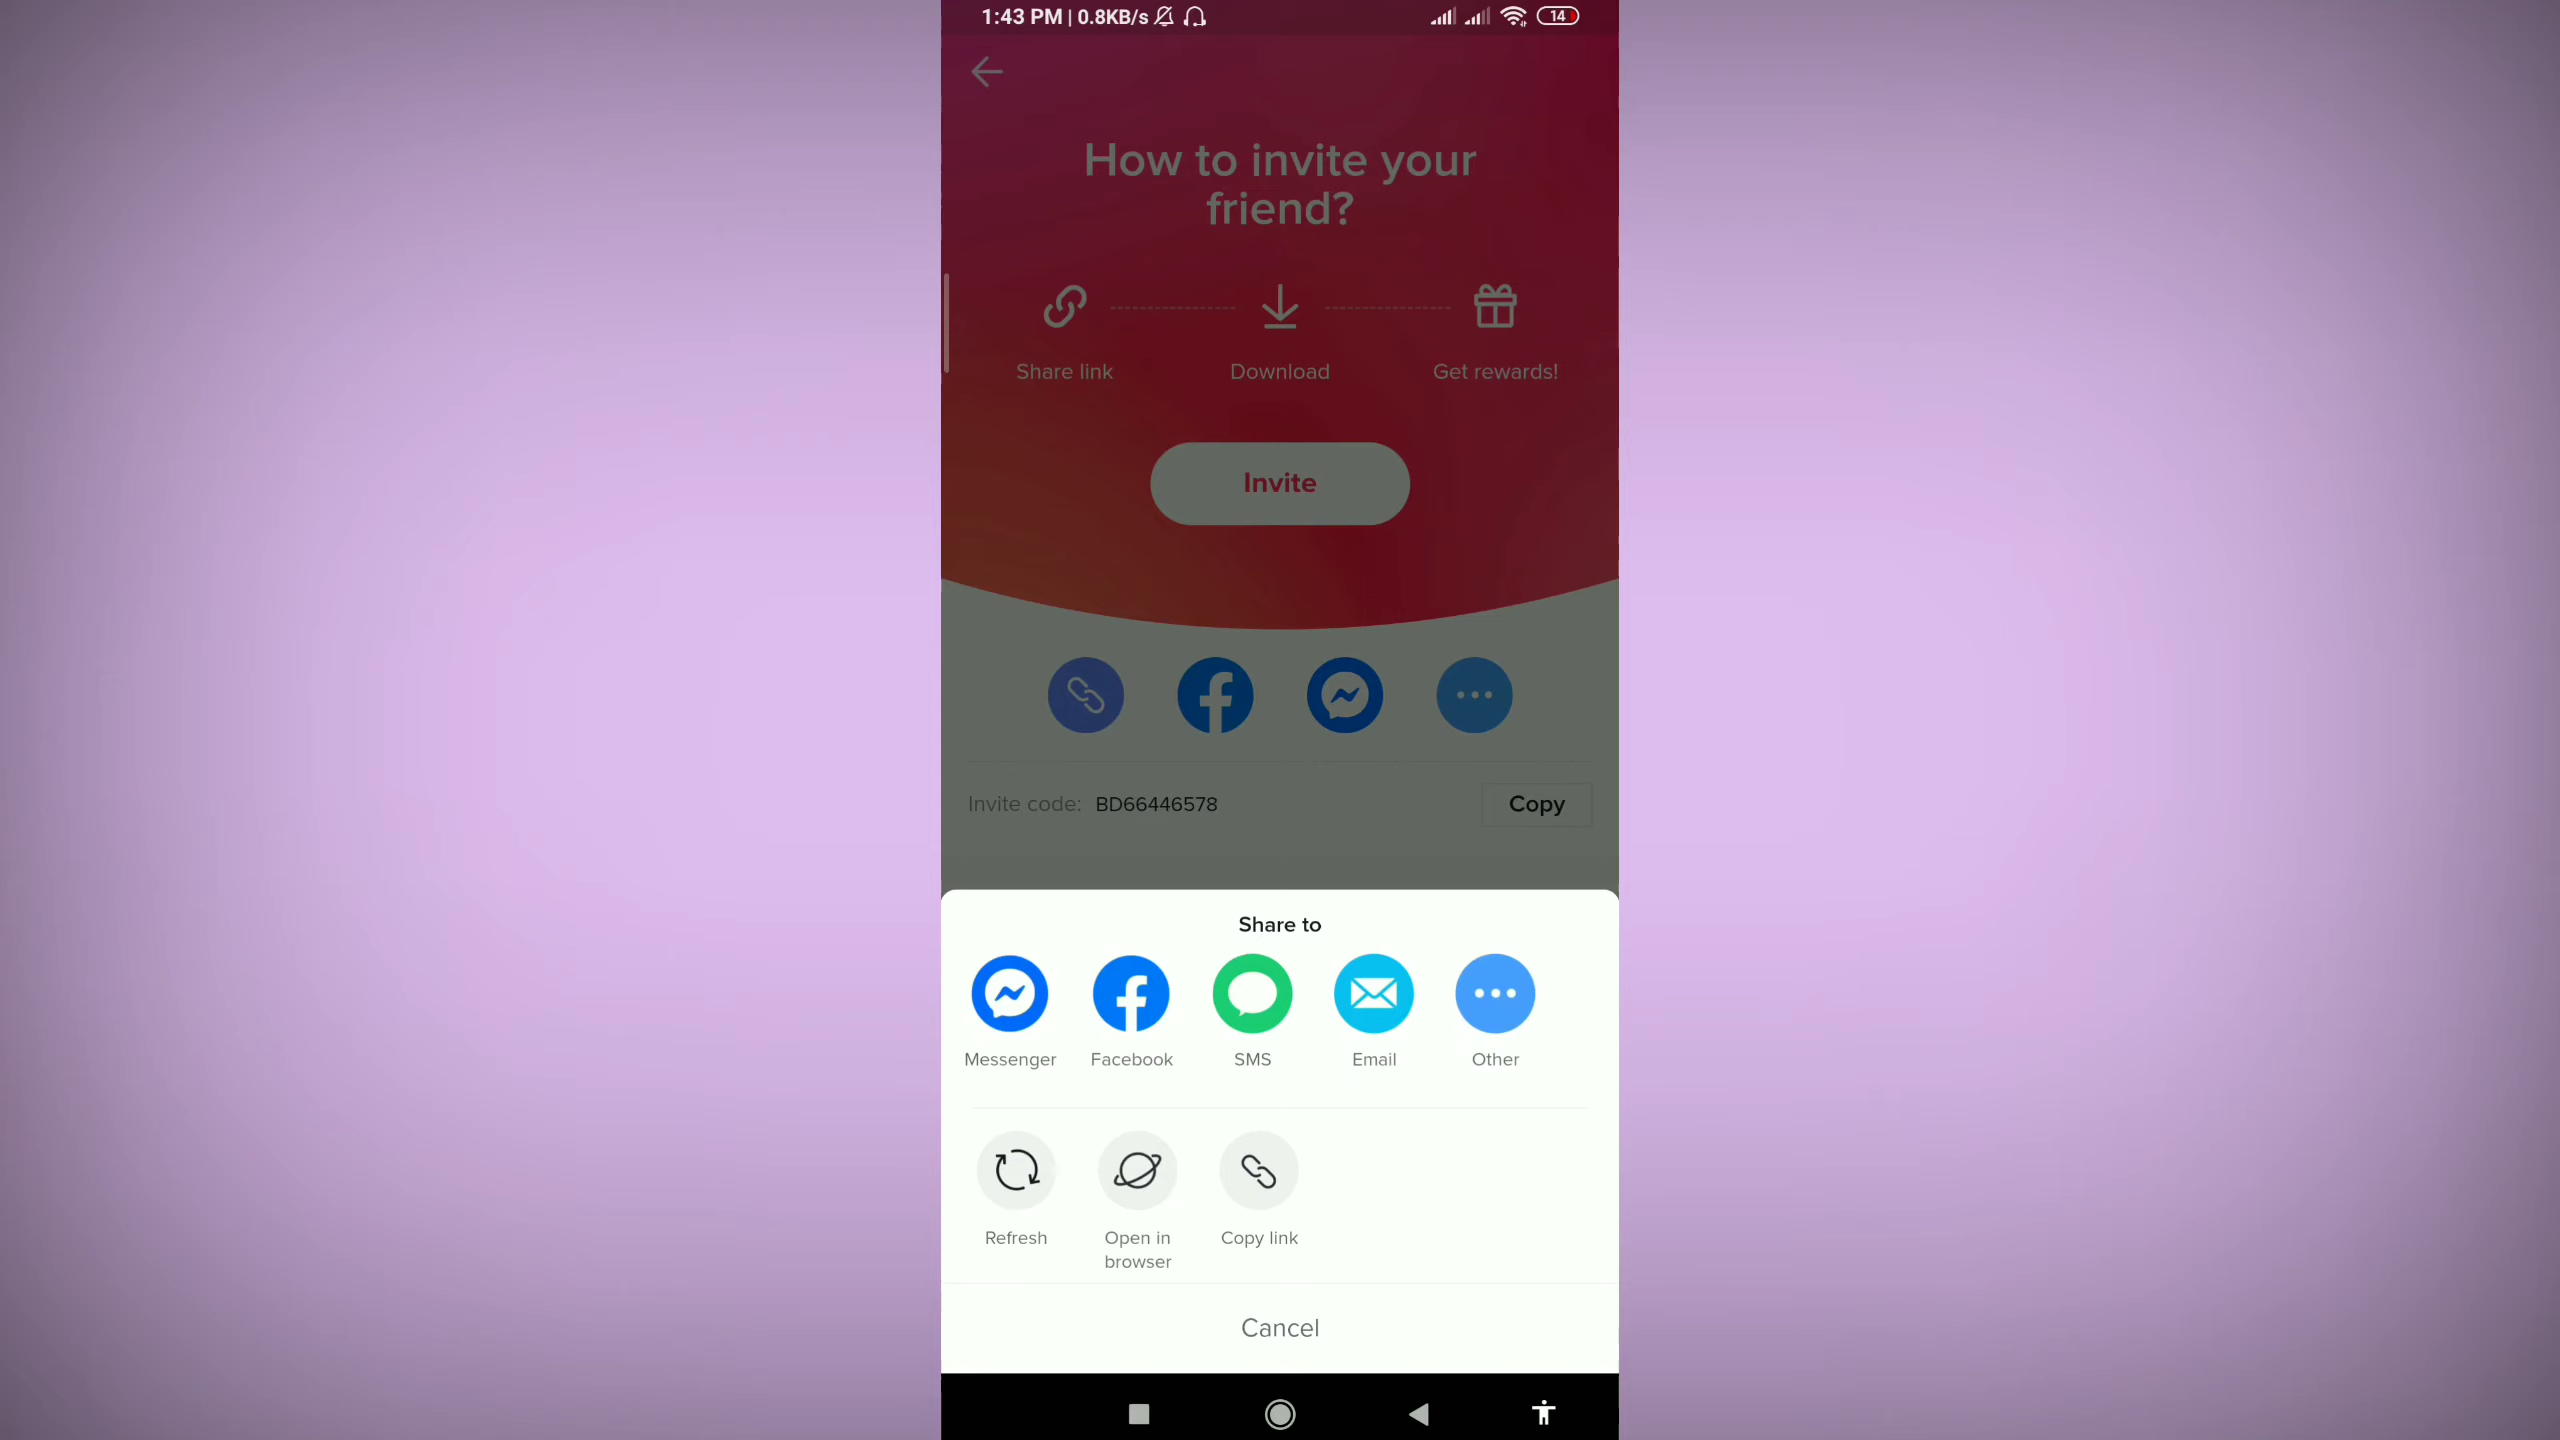 1:43 PM | 0.8KB/s 14
How to invite your
friend?
Share link Download Get rewards!
Invite
Invite code: BD66446578 Copy
Share to
Messenger Facebook SMS Email Other
Refresh Open in
browser Copy link
Cancel